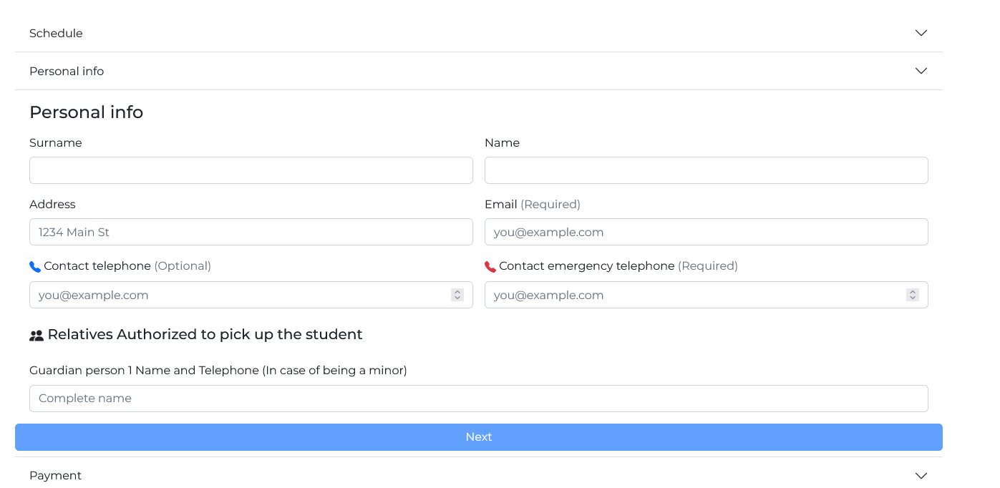 Schedule
Personal info
Personal info
Surname
Name
Address
Email (Required)
1234 Main St
you@example.com
Contact telephone (Optional)
Contact emergency telephone (Required)
you@example.com
you@example.com
Relatives Authorized to pick up the student
Guardian person 1 Name and Telephone (In case of being a minor)
Complete name
Next
Payment